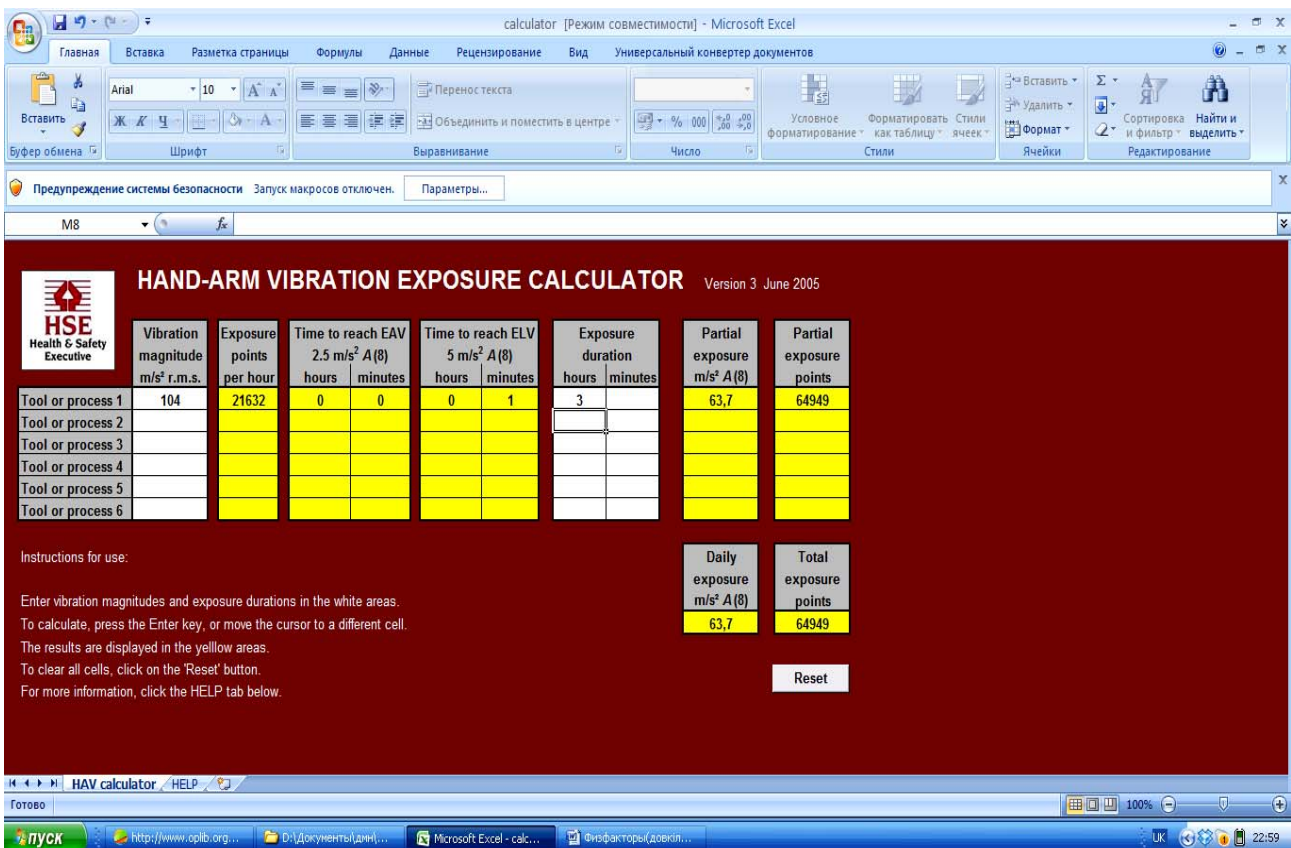 calculator [Режим совместимости] - Microsoft Excel
Главная Вставка Разметка страницы Формулы Данные Рецензирование Вид Универсальный конвертер документов
Вставить
Arial 10
Ж К Ч
Перенос текста
Объединить и поместить в центре
% 000
Условное форматирование
Форматировать как таблицу
Стили ячеек
Вставить
Удалить
Формат
Σ
Сортировка и фильтр
Найти и выделить
Буфер обмена Шрифт Выравнивание Число Стили Ячейки Редактирование
Предупреждение системы безопасности Запуск макросов отключен. Параметры...
M8 fx
HAND-ARM VIBRATION EXPOSURE CALCULATOR Version 3 June 2005
HSE
Health & Safety
Executive
Vibration Exposure Time to reach EAV Time to reach ELV Exposure Partial Partial
magnitude points 2.5 m/s² A(8) 5 m/s² A(8) duration exposure exposure
m/s² r.m.s. per hour hours minutes hours minutes hours minutes m/s² A(8) points
Tool or process 1 104 21632 0 0 0 1 3 63,7 64949
Tool or process 2
Tool or process 3
Tool or process 4
Tool or process 5
Tool or process 6
Instructions for use:
Enter vibration magnitudes and exposure durations in the white areas.
To calculate, press the Enter key, or move the cursor to a different cell.
The results are displayed in the yelllow areas.
To clear all cells, click on the 'Reset' button.
For more information, click the HELP tab below.
Daily Total
exposure exposure
m/s² A(8) points
63,7 64949
Reset
HAV calculator HELP
Готово 100%
пуск http://www.oplib.org... D:\Документы\дмн\... Microsoft Excel - calc... Физфакторы(довкіл... UK 22:59